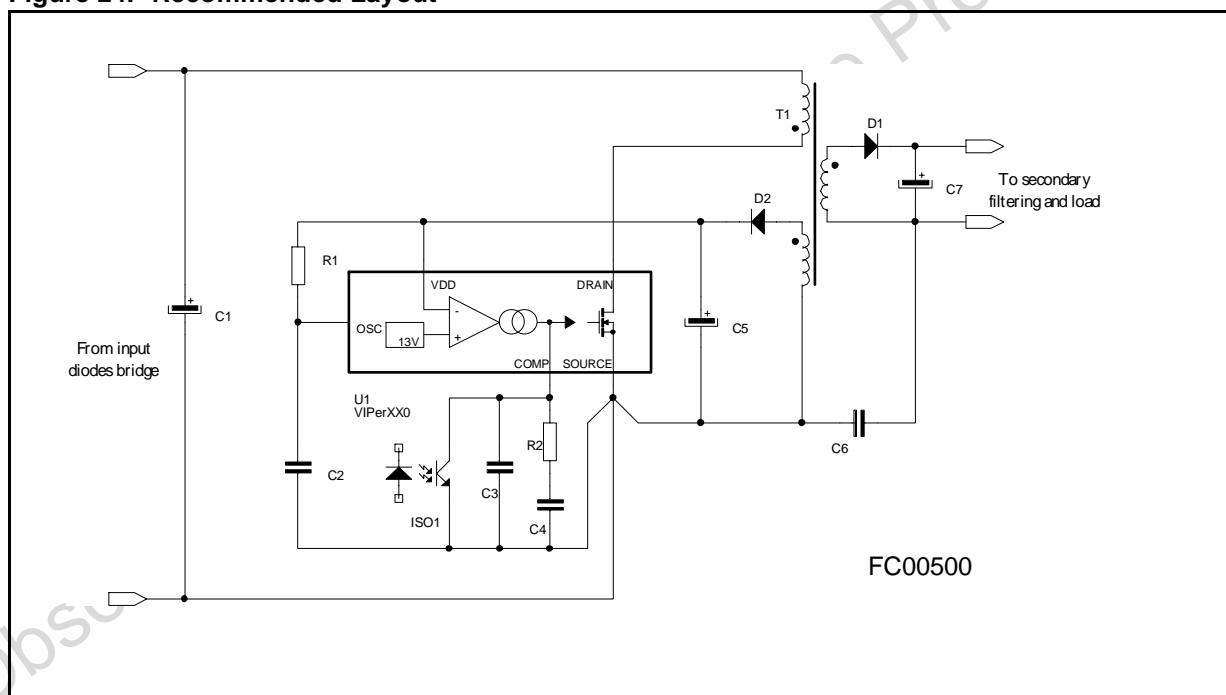 Figure 24. Recommended Layout
T1
D1
C7
To secondary
filtering and load
D2
R1
VDD
DRAIN
-
OSC
+
13V
COMP
SOURCE
C1
+
C5
+
From input
diodes bridge
U1
VIPerXX0
R2
C6
C2
C3
ISO1
C4
FC00500